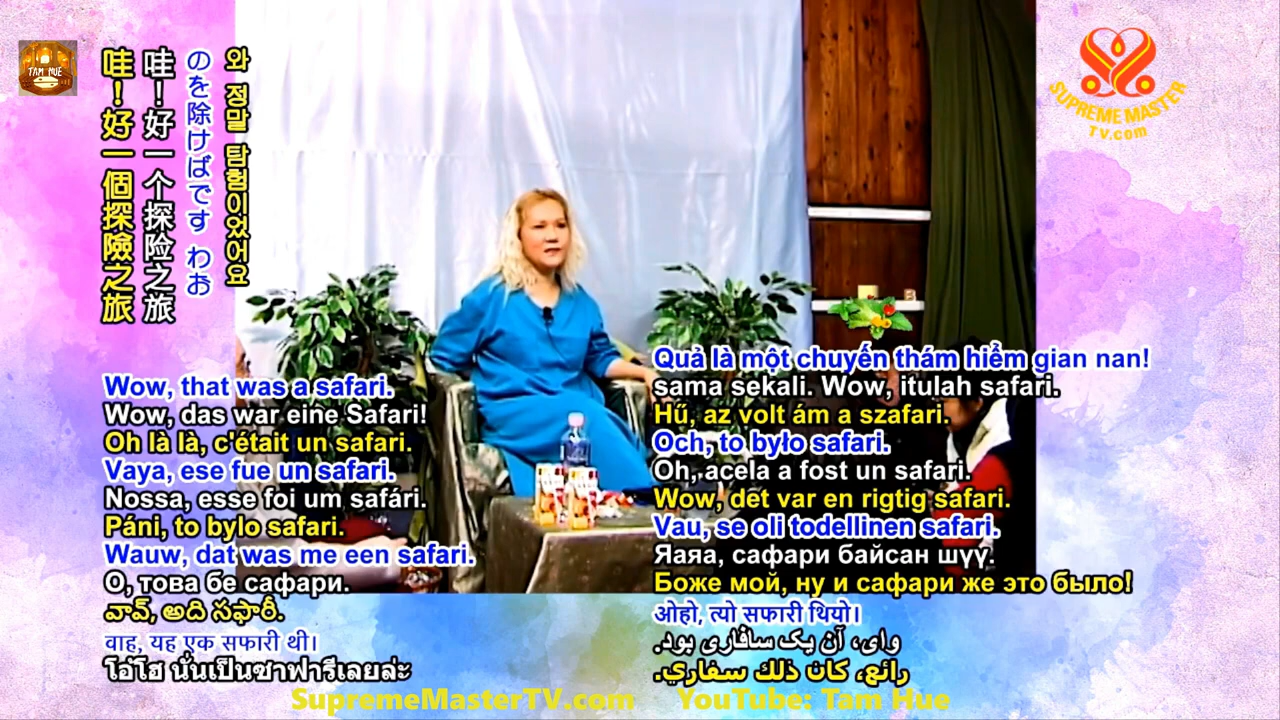 TAM HUE
SUPREME MASTER
TV.com
와 정말 탐험이었어요
のを除けばです わお
哇！好一个探险之旅
哇！好一個探險之旅
Wow, that was a safari.
Wow, das war eine Safari!
Oh là là, c'était un safari.
Vaya, ese fue un safari.
Nossa, esse foi um safári.
Páni, to bylo safari.
Wauw, dat was me een safari.
О, това бе сафари.
వావ్, అది సఫారీ.
वाह, यह एक सफारी थी।
โอ้โฮ นั่นเป็นซาฟารีเลยล่ะ
Quả là một chuyến thám hiểm gian nan!
sama sekali. Wow, itulah safari.
Hű, az volt ám a szafari.
Och, to było safari.
Oh, acela a fost un safari.
Wow, det var en rigtig safari.
Vau, se oli todellinen safari.
Яаяа, сафари байсан шүү.
Боже мой, ну и сафари же это было!
ओहो, त्यो सफारी थियो।
وای، آن یک سافاری بود.
رائع، كان ذلك سفاري.
SupremeMasterTV.com YouTube: Tam Hue